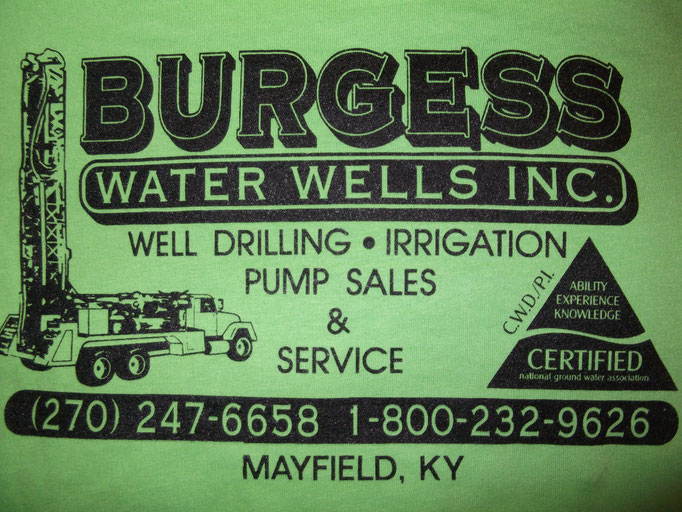 BURGESS
WATER WELLS INC.
WELL DRILLING • IRRIGATION
PUMP SALES
&
SERVICE
C.W.D./P.I.
ABILITY
EXPERIENCE
KNOWLEDGE
CERTIFIED
national ground water association
(270) 247-6658 1-800-232-9626
MAYFIELD, KY